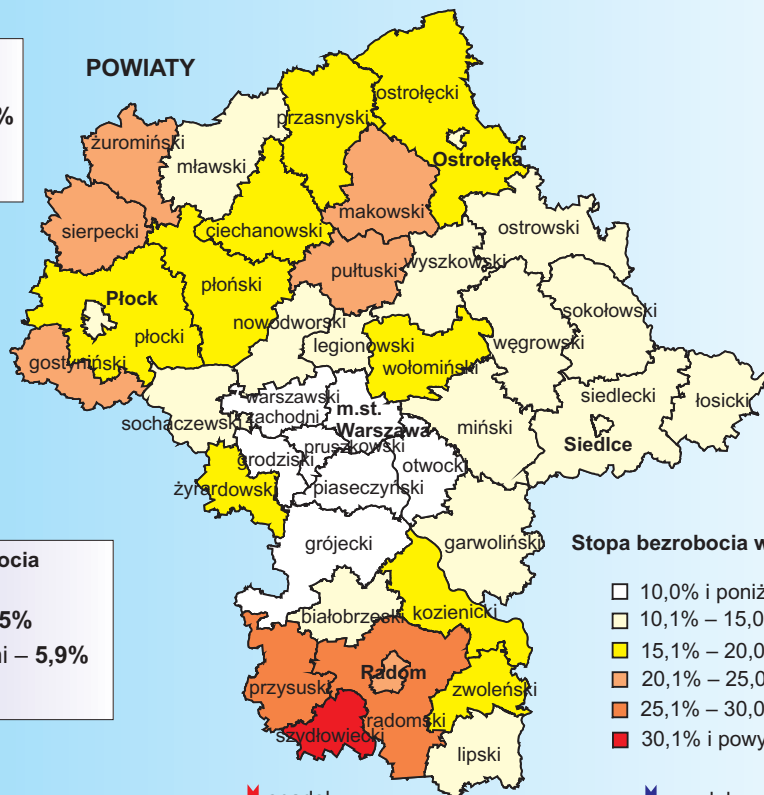 %
POWIATY
ostrołęcki
przasnyski
żuromiński
mławski
Ostrołęka
makowski
sierpecki
ciechanowski
ostrowski
pułtuski
wyszkowski
płoński
Płock
sokołowski
nowodworski
płocki
legionowski
węgrowski
gostyniński
wołomiński
siedlecki
warszawski
zachodni
łosicki
m.st.
Warszawa
sochaczewski
miński
Siedlce
pruszkowski
grodziski
otwock
piaseczyński
żyrardowski
grójecki
garwoliński
białobrzeski
kozienicki
Radom
przysuski
zwoleński
radomski
szydłowiecki
lipski
ocia
5%
ni – 5,9%
Stopa bezrobocia w
10,0% i poniż
10,1% – 15,0
15,1% – 20,0
20,1% – 25,0
25,1% – 30,0
30,1% i powy